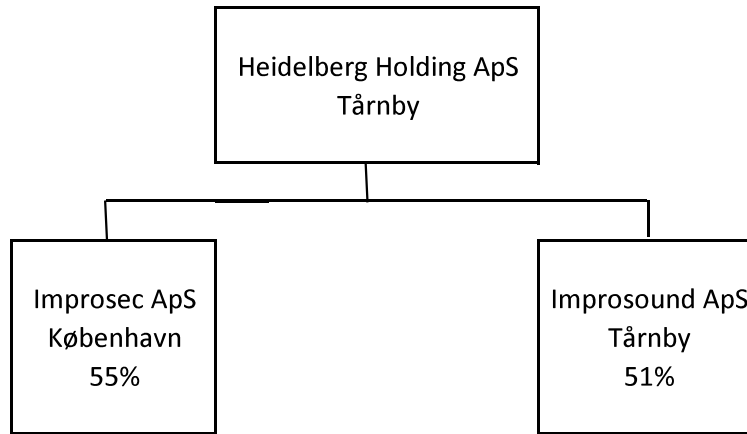 Heidelberg Holding ApS
Tårnby
Improsec ApS
København
55%
Improsound ApS
Tårnby
51%